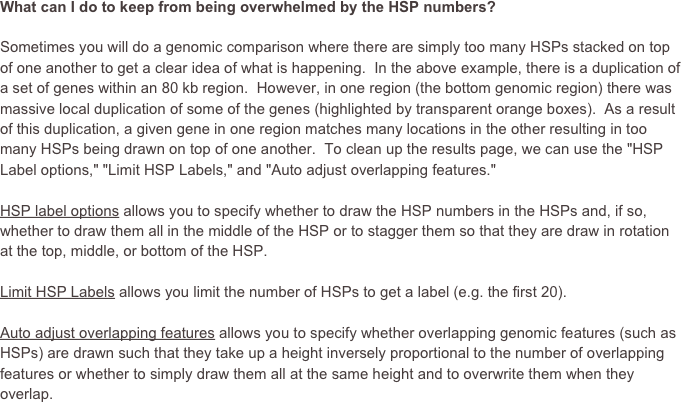 What can I do to keep from being overwhelmed by the HSP numbers?
Sometimes you will do a genomic comparison where there are simply too many HSPs stacked on top
of one another to get a clear idea of what is happening.  In the above example, there is a duplication of
a set of genes within an 80 kb region.  However, in one region (the bottom genomic region) there was
massive local duplication of some of the genes (highlighted by transparent orange boxes).  As a result
of this duplication, a given gene in one region matches many locations in the other resulting in too
many HSPs being drawn on top of one another.  To clean up the results page, we can use the "HSP
Label options," "Limit HSP Labels," and "Auto adjust overlapping features."
HSP label options allows you to specify whether to draw the HSP numbers in the HSPs and, if so,
whether to draw them all in the middle of the HSP or to stagger them so that they are draw in rotation
at the top, middle, or bottom of the HSP.
Limit HSP Labels allows you limit the number of HSPs to get a label (e.g. the first 20).
Auto adjust overlapping features allows you to specify whether overlapping genomic features (such as
HSPs) are drawn such that they take up a height inversely proportional to the number of overlapping
features or whether to simply draw them all at the same height and to overwrite them when they
overlap.